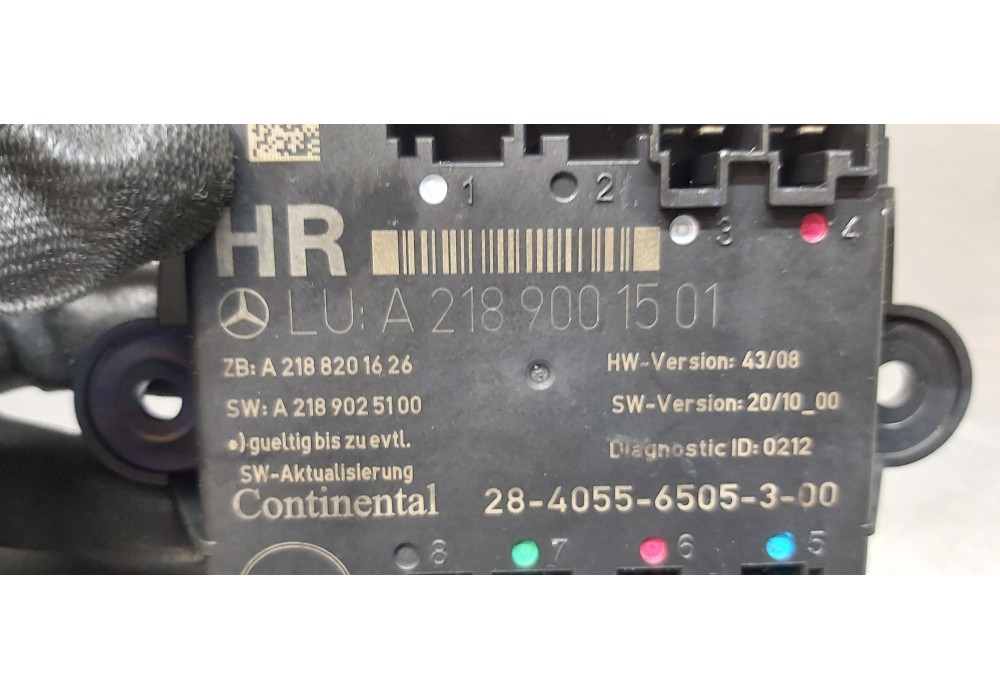 1 2 3 4
HR
LU: A 218 900 15 01
ZB: A 218 820 16 26
HW-Version: 43/08
SW: A 218 902 51 00
SW-Version: 20/10_00
*) gueltig bis zu evtl.
Diagnostic ID: 0212
SW-Aktualisierung
Continental 28-4055-6505-3-00
8 7 6 5